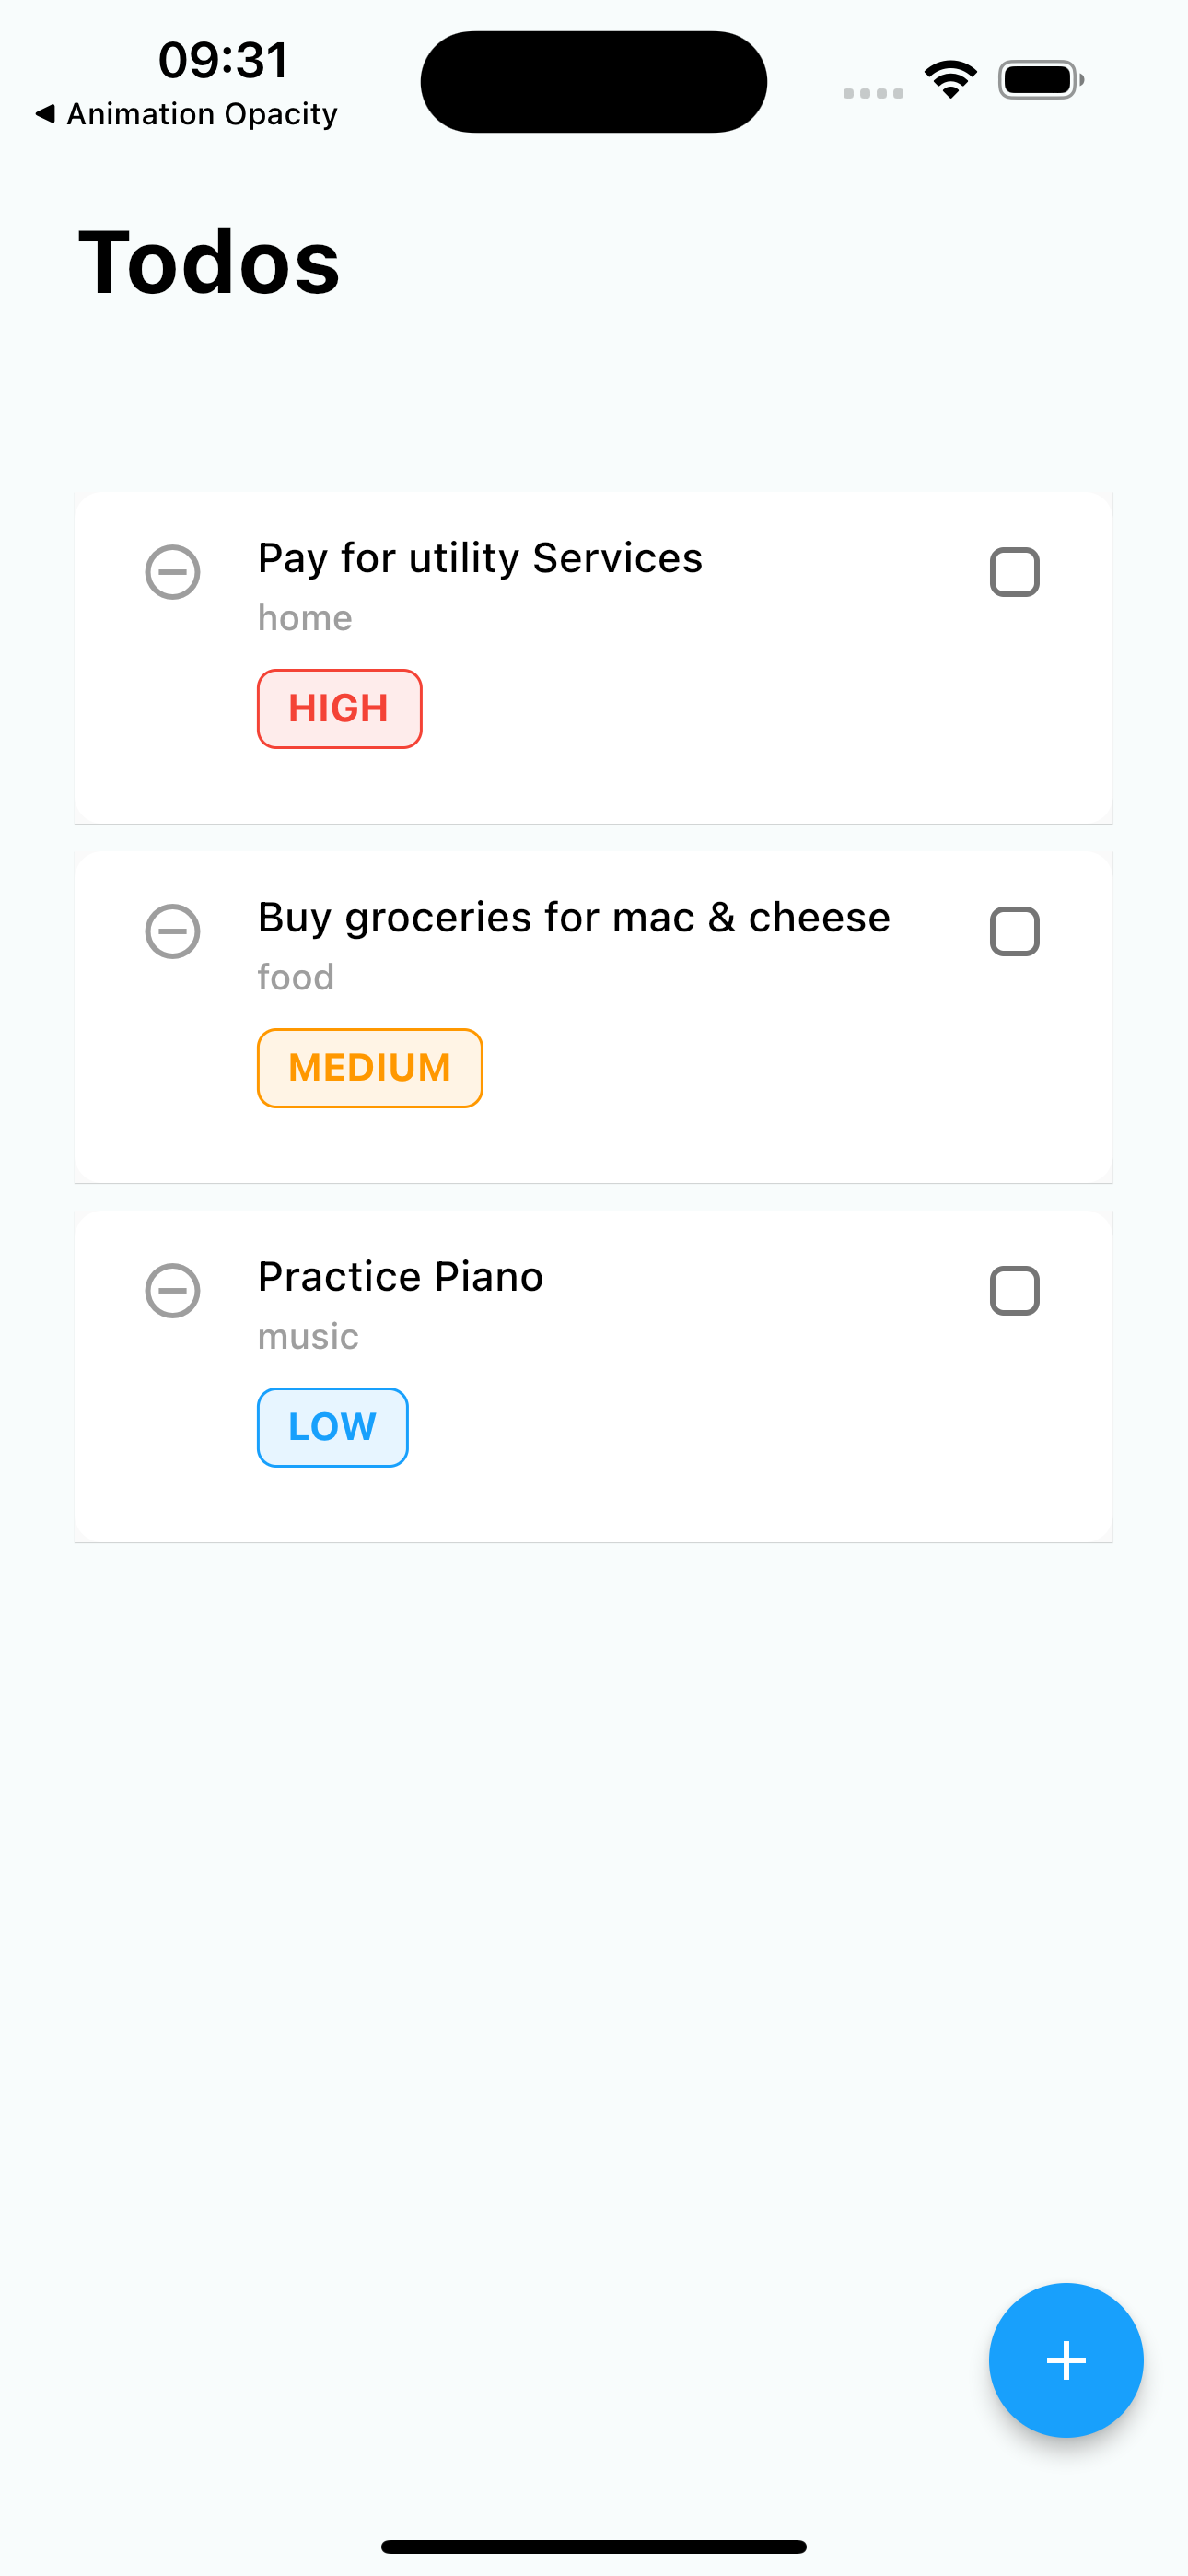 09:31
◀ Animation Opacity
Todos
Pay for utility Services
home
HIGH
Buy groceries for mac & cheese
food
MEDIUM
Practice Piano
music
LOW
+